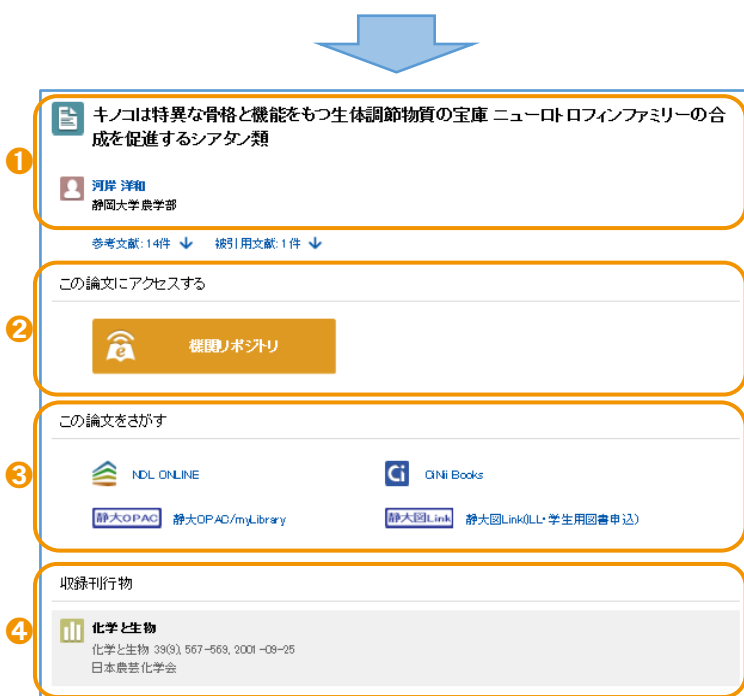 ❶
キノコは特異な骨格と機能をもつ生体調節物質の宝庫 ニューロトロフィンファミリーの合
成を促進するシアタン類
河岸 洋和
静岡大学農学部
参考文献:14件 被引用文献:1件
❷
この論文にアクセスする
e 機関リポジトリ
❸
この論文をさがす
NDL ONLINE
Ci CiNii Books
静大OPAC 静大OPAC/myLibrary
静大図Link 静大図Link(ILL・学生用図書申込)
❹
収録刊行物
化学と生物
化学と生物 39(9), 567-569, 2001-09-25
日本農芸化学会